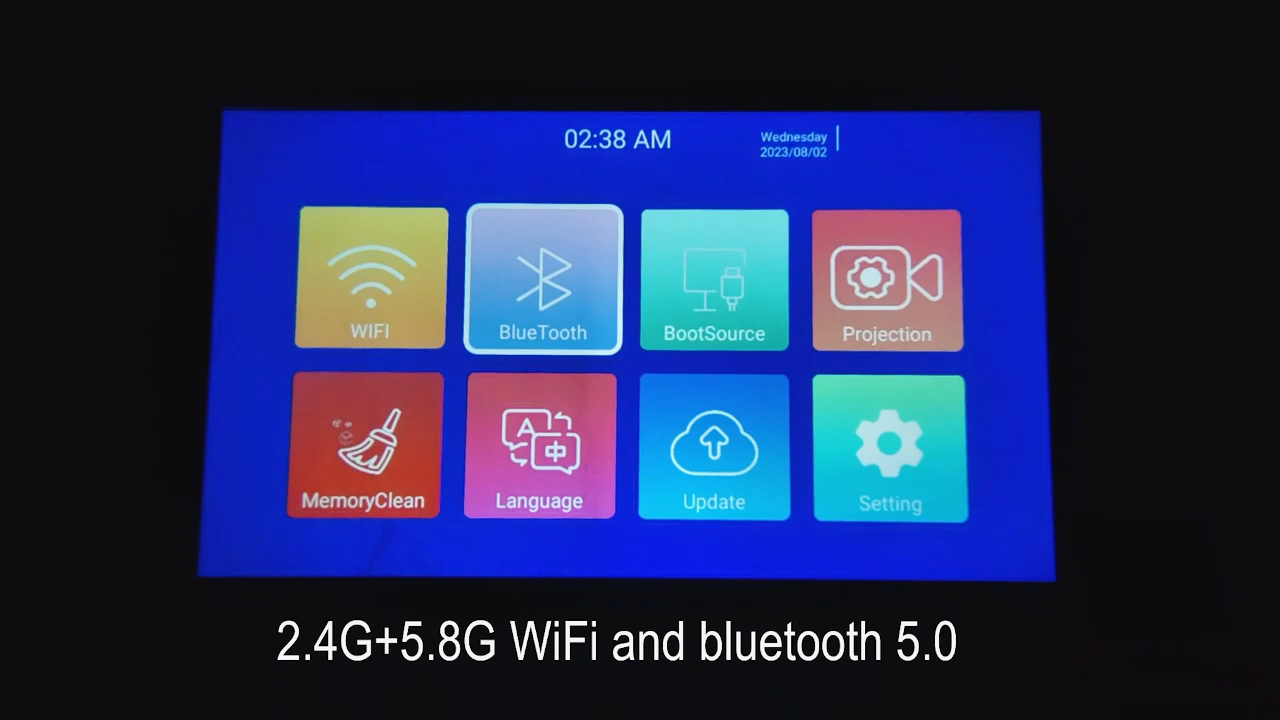 02:38 AM
Wednesday
2023/08/02
WIFI
BlueTooth
BootSource
Projection
A
中
MemoryClean
Language
Update
Setting
2.4G+5.8G WiFi and bluetooth 5.0